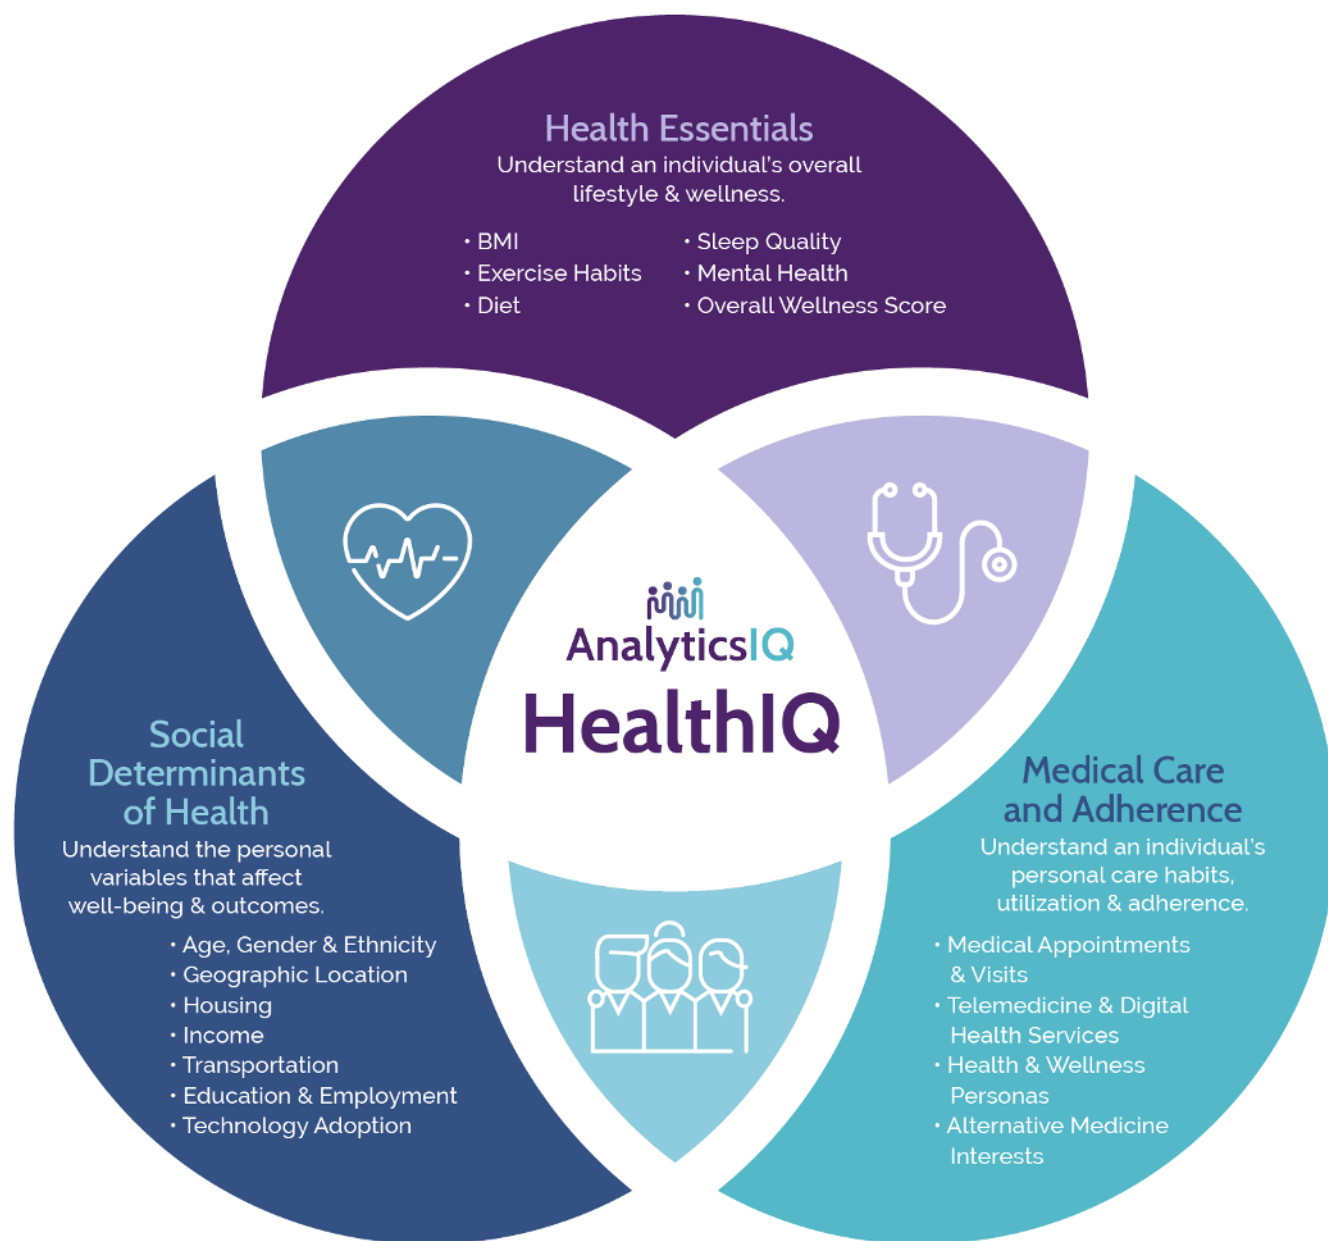 Health Essentials
Understand an individual's overall
lifestyle & wellness.
• BMI
• Exercise Habits
• Diet
• Sleep Quality
• Mental Health
• Overall Wellness Score
AnalyticsIQ
HealthIQ
Social
Determinants
of Health
Understand the personal
variables that affect
well-being & outcomes.
• Age, Gender & Ethnicity
• Geographic Location
• Housing
• Income
• Transportation
• Education & Employment
• Technology Adoption
Medical Care
and Adherence
Understand an individual's
personal care habits,
utilization & adherence.
• Medical Appointments
& Visits
• Telemedicine & Digital
Health Services
• Health & Wellness
Personas
• Alternative Medicine
Interests